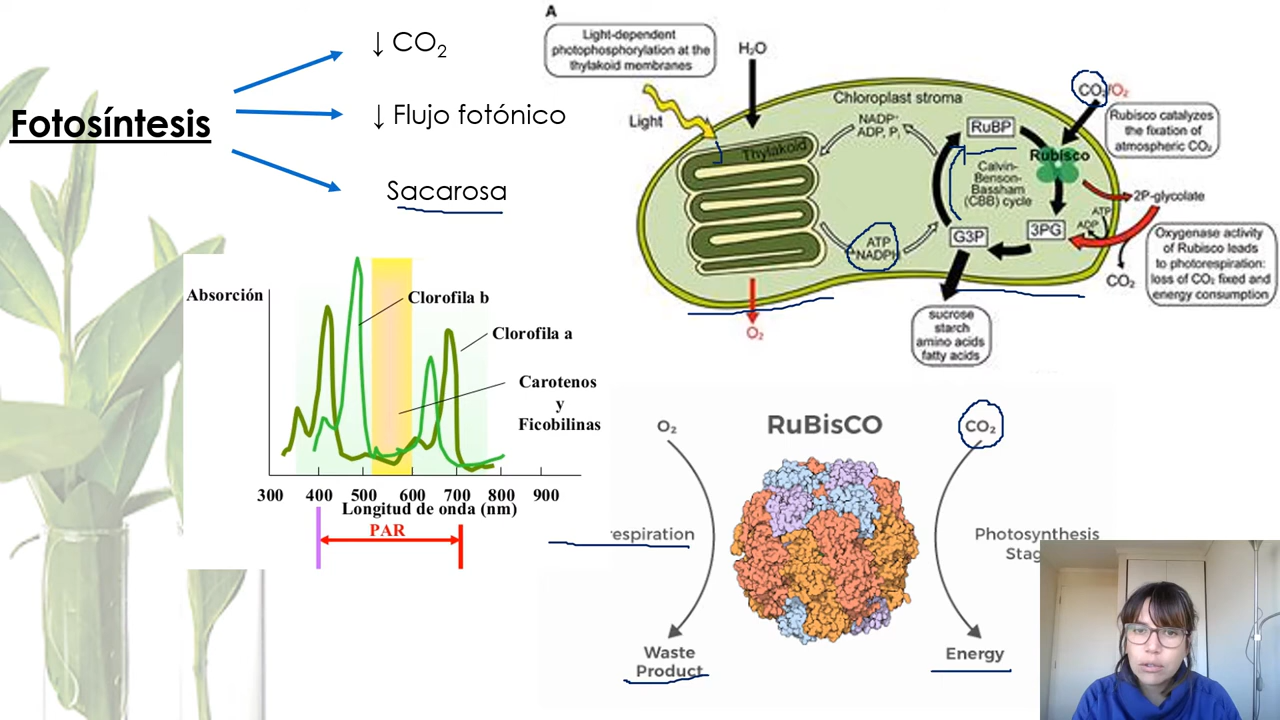 Fotosíntesis
↓ CO₂
↓ Flujo fotónico
Sacarosa
Absorción
Clorofila b
Clorofila a
Carotenos
y
Ficobilinas
300 400 500 600 700 800 900
Longitud de onda (nm)
PAR
A
Light-dependent
photophosphorylation at the
thylakoid membranes
H₂O
Light
Chloroplast stroma
Thylakoid
NADP⁺
ADP, Pᵢ
ATP
NADPH
RuBP
Calvin-
Benson-
Bassham
(CBB) cycle
G3P
3PG
Rubisco
CO₂/O₂
Rubisco catalyzes
the fixation of
atmospheric CO₂
2P-glycolate
ATP
ADP
CO₂
Oxygenase activity
of Rubisco leads
to photorespiration:
loss of CO₂ fixed and
energy consumption
O₂
sucrose
starch
amino acids
fatty acids
RuBisCO
O₂
espiration
Waste
Product
CO₂
Photosynthesis
Energy